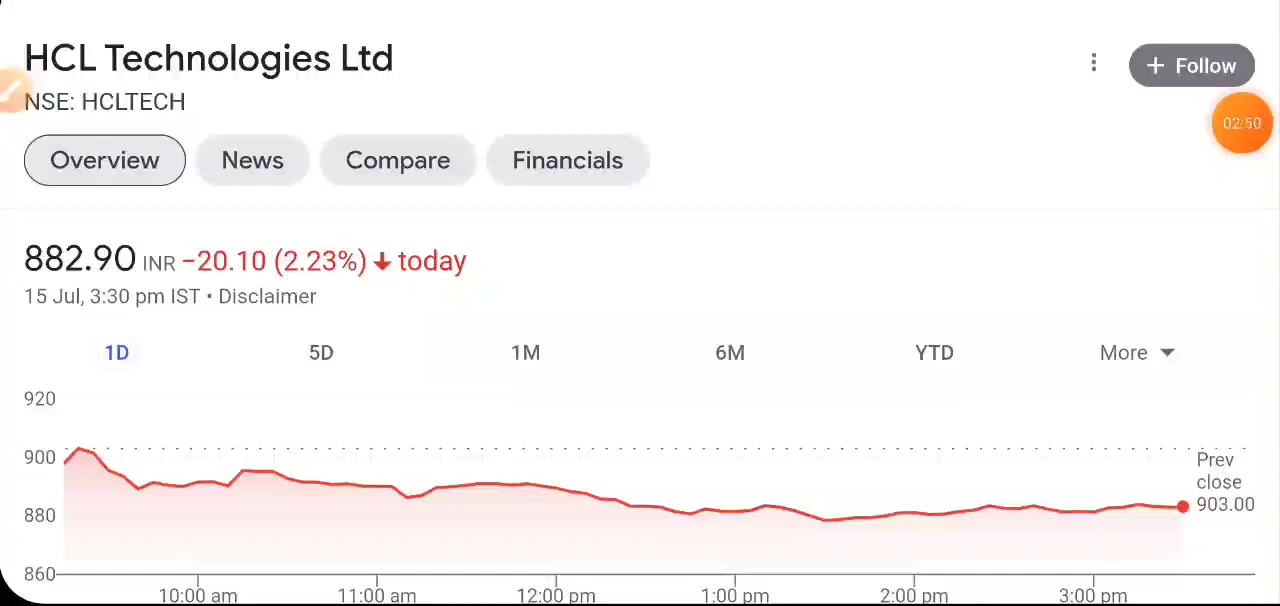 HCL Technologies Ltd
+ Follow
NSE: HCLTECH
02:50
Overview News Compare Financials
882.90 INR −20.10 (2.23%) ↓ today
15 Jul, 3:30 pm IST • Disclaimer
1D 5D 1M 6M YTD More
920
900
880
860
Prev
close
903.00
10:00 am 11:00 am 12:00 pm 1:00 pm 2:00 pm 3:00 pm